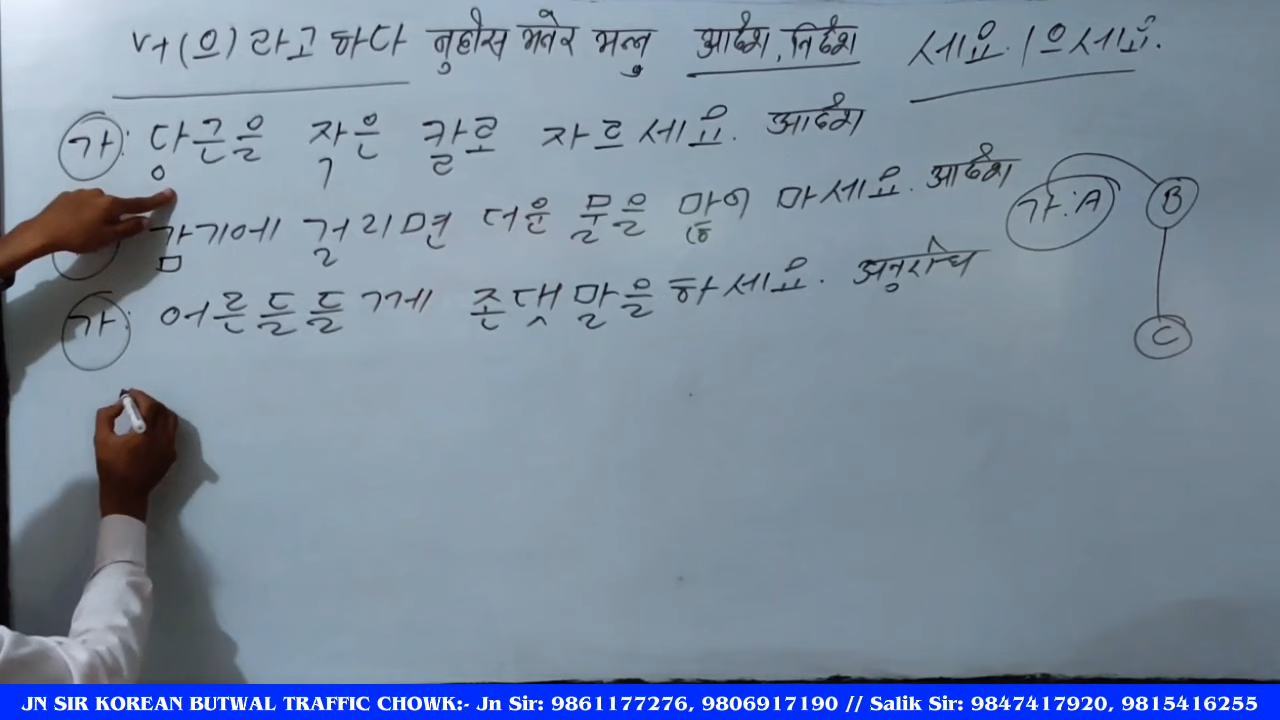 V+(으)라고 하다 नुहोस भनेर भन्नु आदेश, निर्देश 세요. / 으세요.
가: 당근을 작은 칼로 자르세요. आदेश
감기에 걸리면 더운 물을 많이 마세요. आदेश
가: 어른들들께 존댓말을 하세요. अनुरोध
가: A
B
C
JN SIR KOREAN BUTWAL TRAFFIC CHOWK:- Jn Sir: 9861177276, 9806917190 // Salik Sir: 9847417920, 9815416255